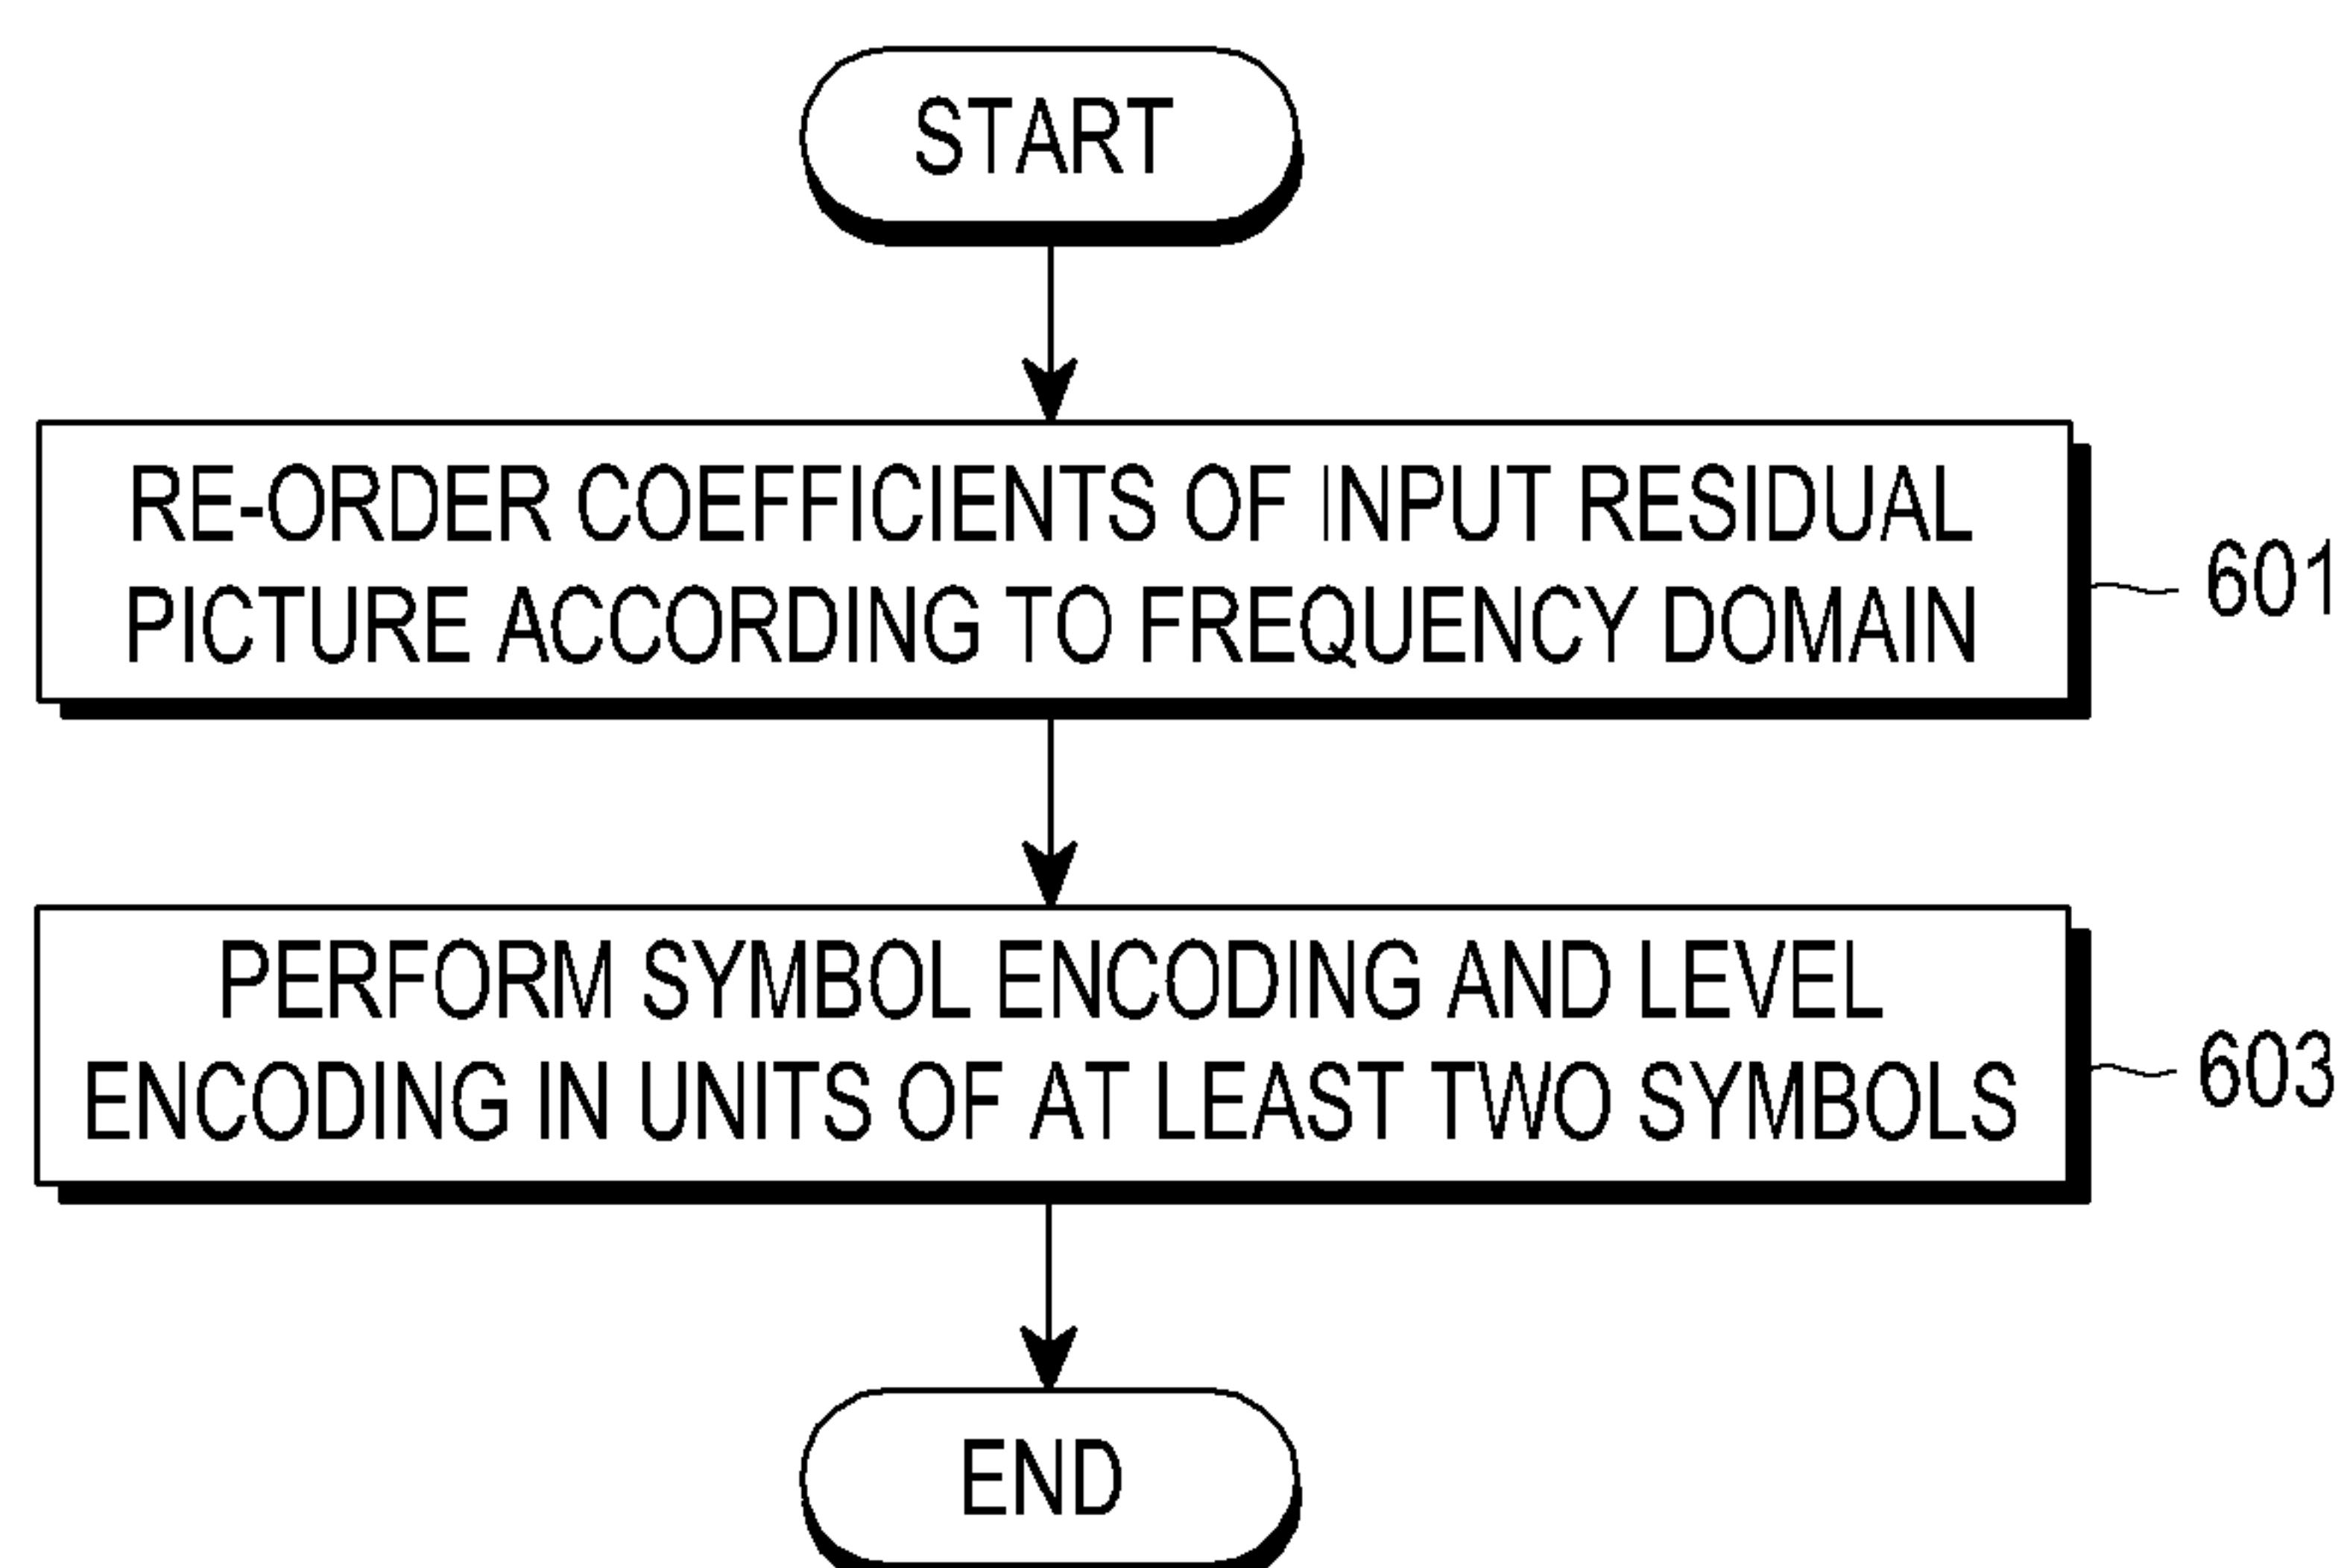 START
RE-ORDER COEFFICIENTS OF INPUT RESIDUAL
PICTURE ACCORDING TO FREQUENCY DOMAIN
601
PERFORM SYMBOL ENCODING AND LEVEL
ENCODING IN UNITS OF AT LEAST TWO SYMBOLS
603
END